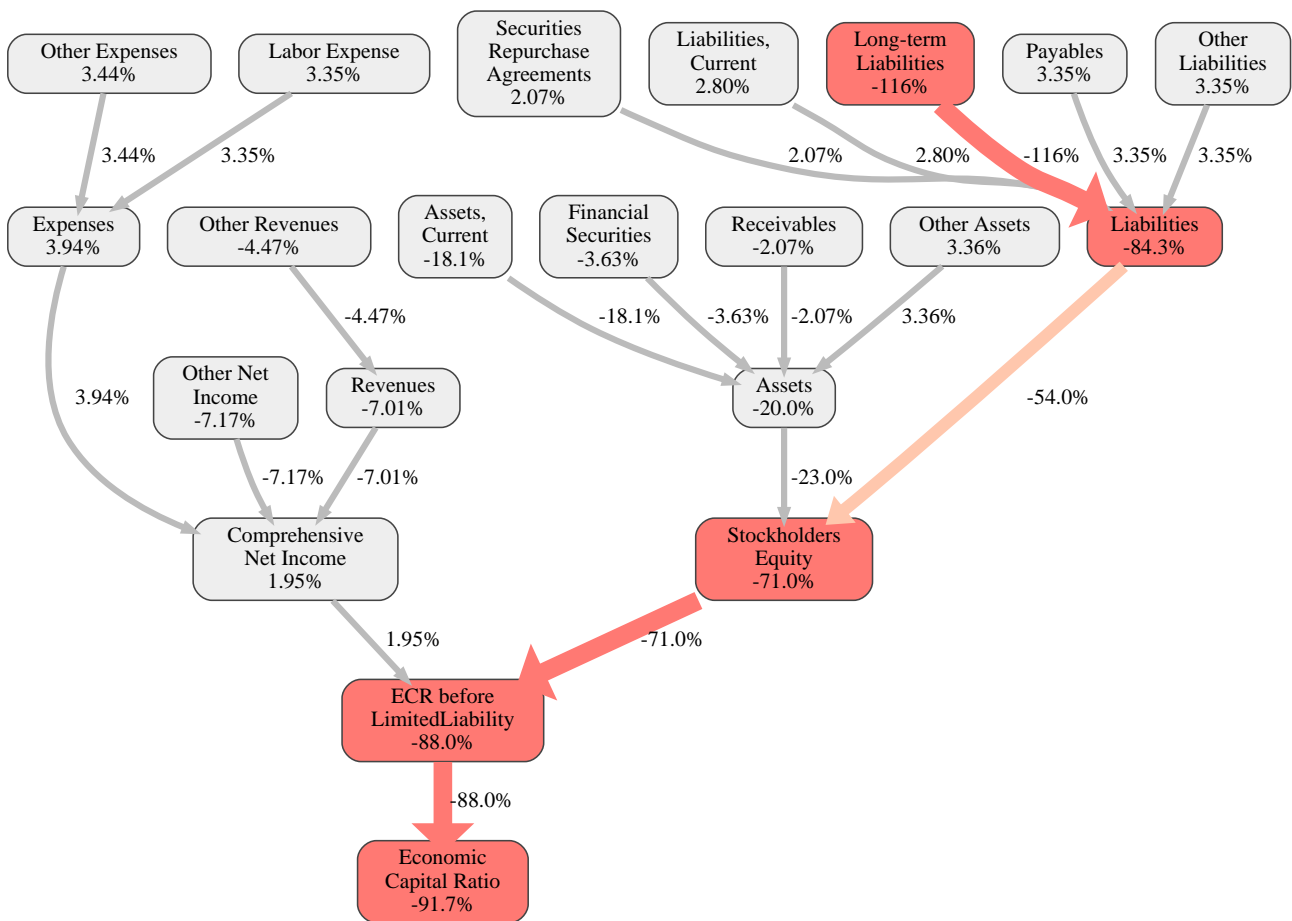 Other Expenses
3.44%
Labor Expense
3.35%
Securities
Repurchase
Agreements
2.07%
Liabilities,
Current
2.80%
Long-term
Liabilities
-116%
Payables
3.35%
Other
Liabilities
3.35%
3.44%
3.35%
2.07%
2.80%
-116%
3.35%
3.35%
Expenses
3.94%
Other Revenues
-4.47%
Assets,
Current
-18.1%
Financial
Securities
-3.63%
Receivables
-2.07%
Other Assets
3.36%
Liabilities
-84.3%
-4.47%
-18.1%
-3.63%
-2.07%
3.36%
3.94%
Other Net
Income
-7.17%
Revenues
-7.01%
Assets
-20.0%
-54.0%
-7.17%
-7.01%
-23.0%
Comprehensive
Net Income
1.95%
Stockholders
Equity
-71.0%
1.95%
-71.0%
ECR before
LimitedLiability
-88.0%
-88.0%
Economic
Capital Ratio
-91.7%